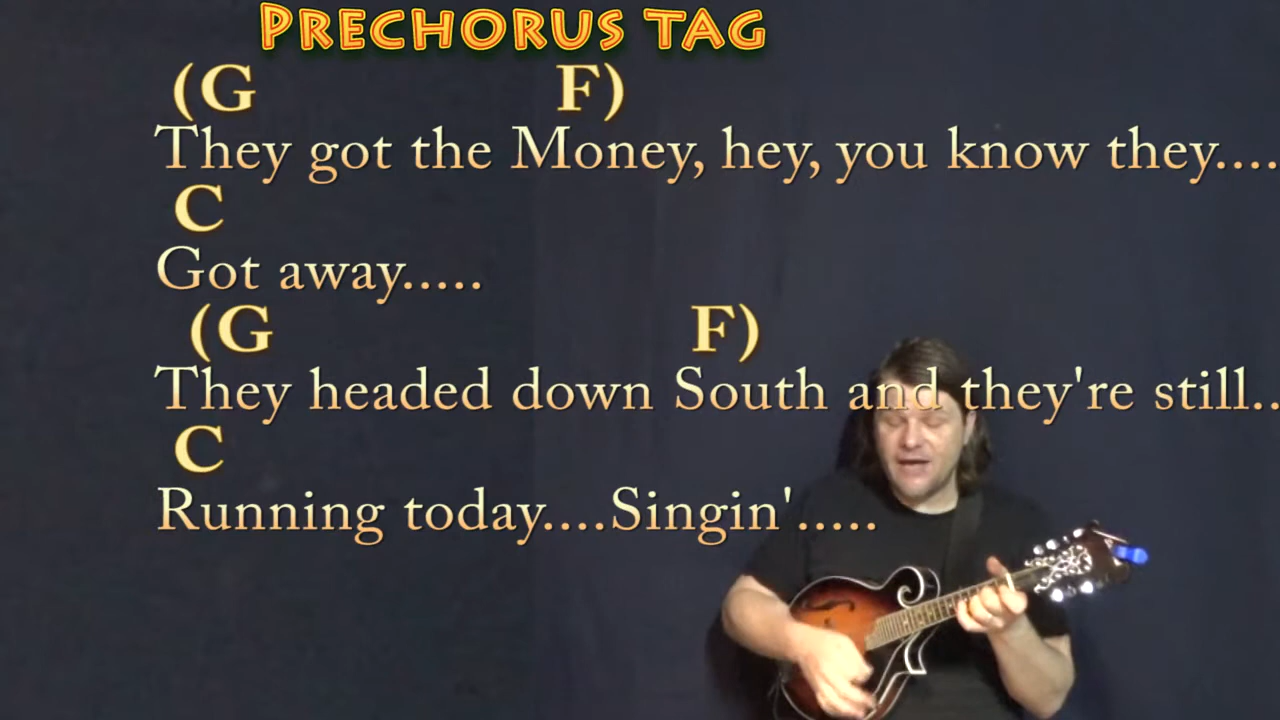 PRECHORUS TAG
(G F)
They got the Money, hey, you know they....
C
Got away.....
(G F)
They headed down South and they're still..
C
Running today....Singin'.....